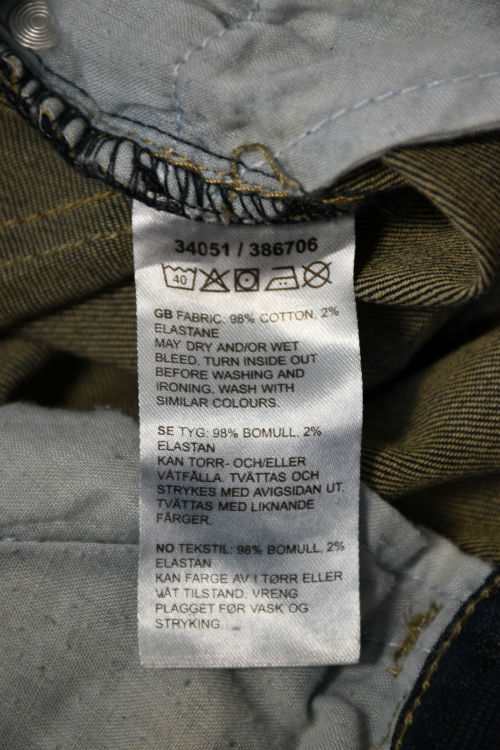 34051 / 386706
40
GB FABRIC: 98% COTTON, 2%
ELASTANE
MAY DRY AND/OR WET
BLEED. TURN INSIDE OUT
BEFORE WASHING AND
IRONING, WASH WITH
SIMILAR COLOURS.
SE TYG: 98% BOMULL, 2%
ELASTAN
KAN TORR- OCH/ELLER
VÅTFÄLLA. TVÄTTAS OCH
STRYKES MED AVIGSIDAN UT.
TVÄTTAS MED LIKNANDE
FÄRGER.
NO TEKSTIL: 98% BOMULL, 2%
ELASTAN
KAN FARGE AV I TØRR ELLER
VÅT TILSTAND. VRENG
PLAGGET FØR VASK OG
STRYKING.